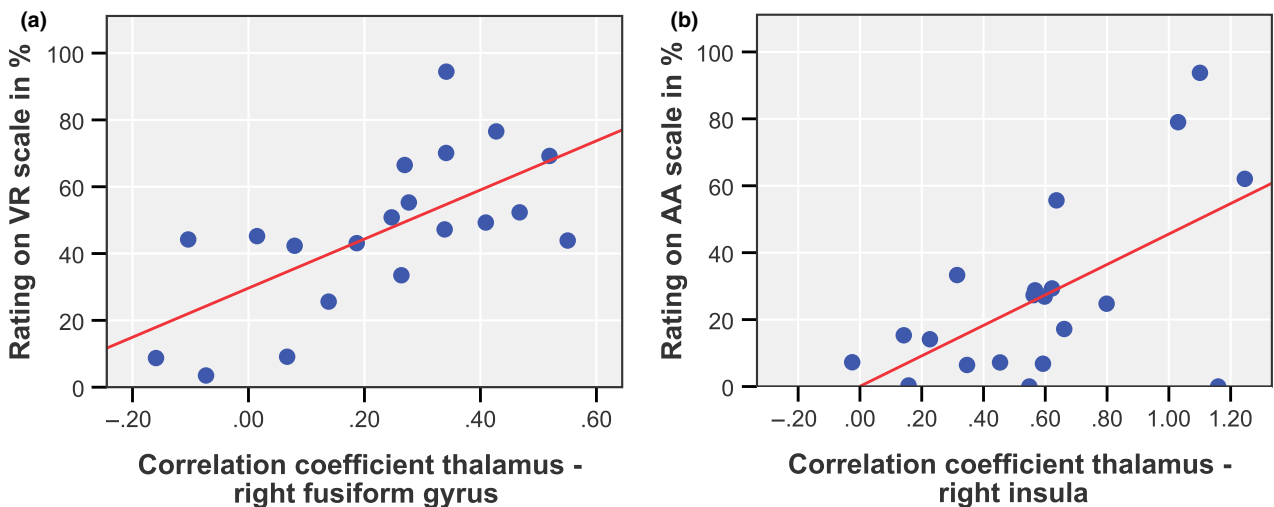 (a)
Rating on VR scale in %
100
80
60
40
20
0
–.20 .00 .20 .40 .60
Correlation coefficient thalamus -
right fusiform gyrus
(b)
Rating on AA scale in %
100
80
60
40
20
0
–.20 .00 .20 .40 .60 .80 1.00 1.20
Correlation coefficient thalamus -
right insula